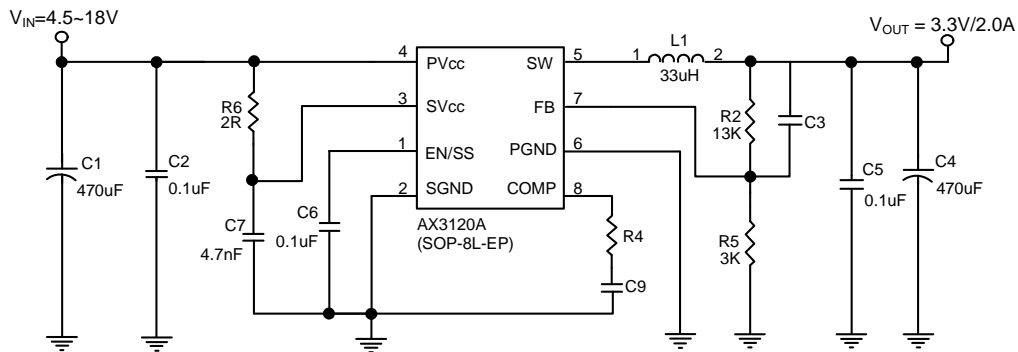 VIN=4.5~18V
VOUT = 3.3V/2.0A
L1
4
PVcc
SW
5
1
2
33uH
R6
2R
3
SVcc
FB
7
R2
13K
C3
1
EN/SS
PGND
6
C1
470uF
C2
0.1uF
2
SGND
COMP
8
C5
0.1uF
C4
470uF
C7
4.7nF
C6
0.1uF
AX3120A
(SOP-8L-EP)
R4
R5
3K
C9